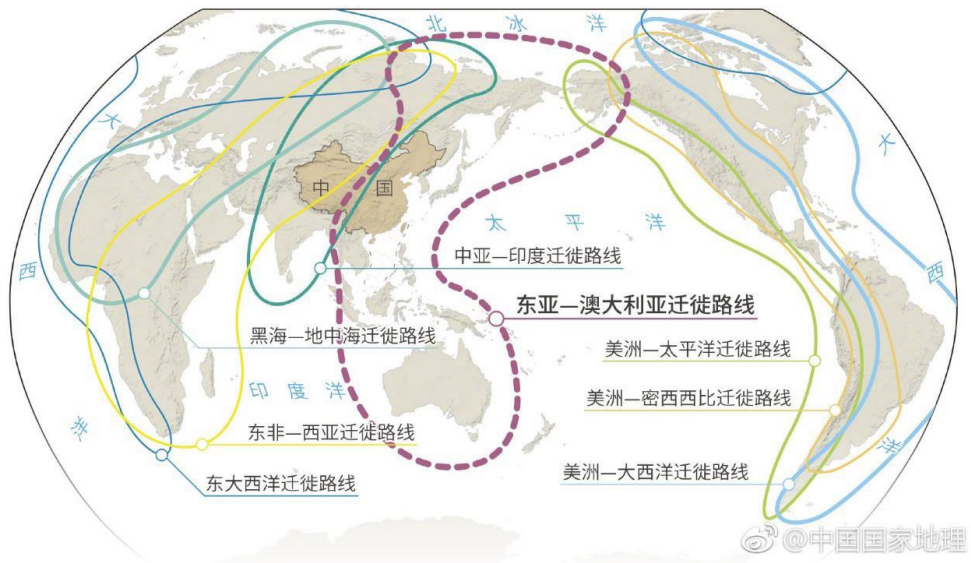 北冰洋
大西洋
中国
太平洋
大西洋
中亚—印度迁徙路线
东亚—澳大利亚迁徙路线
黑海—地中海迁徙路线
美洲—太平洋迁徙路线
印度洋
美洲—密西西比迁徙路线
东非—西亚迁徙路线
洋
美洲—大西洋迁徙路线
东大西洋迁徙路线
@中国国家地理